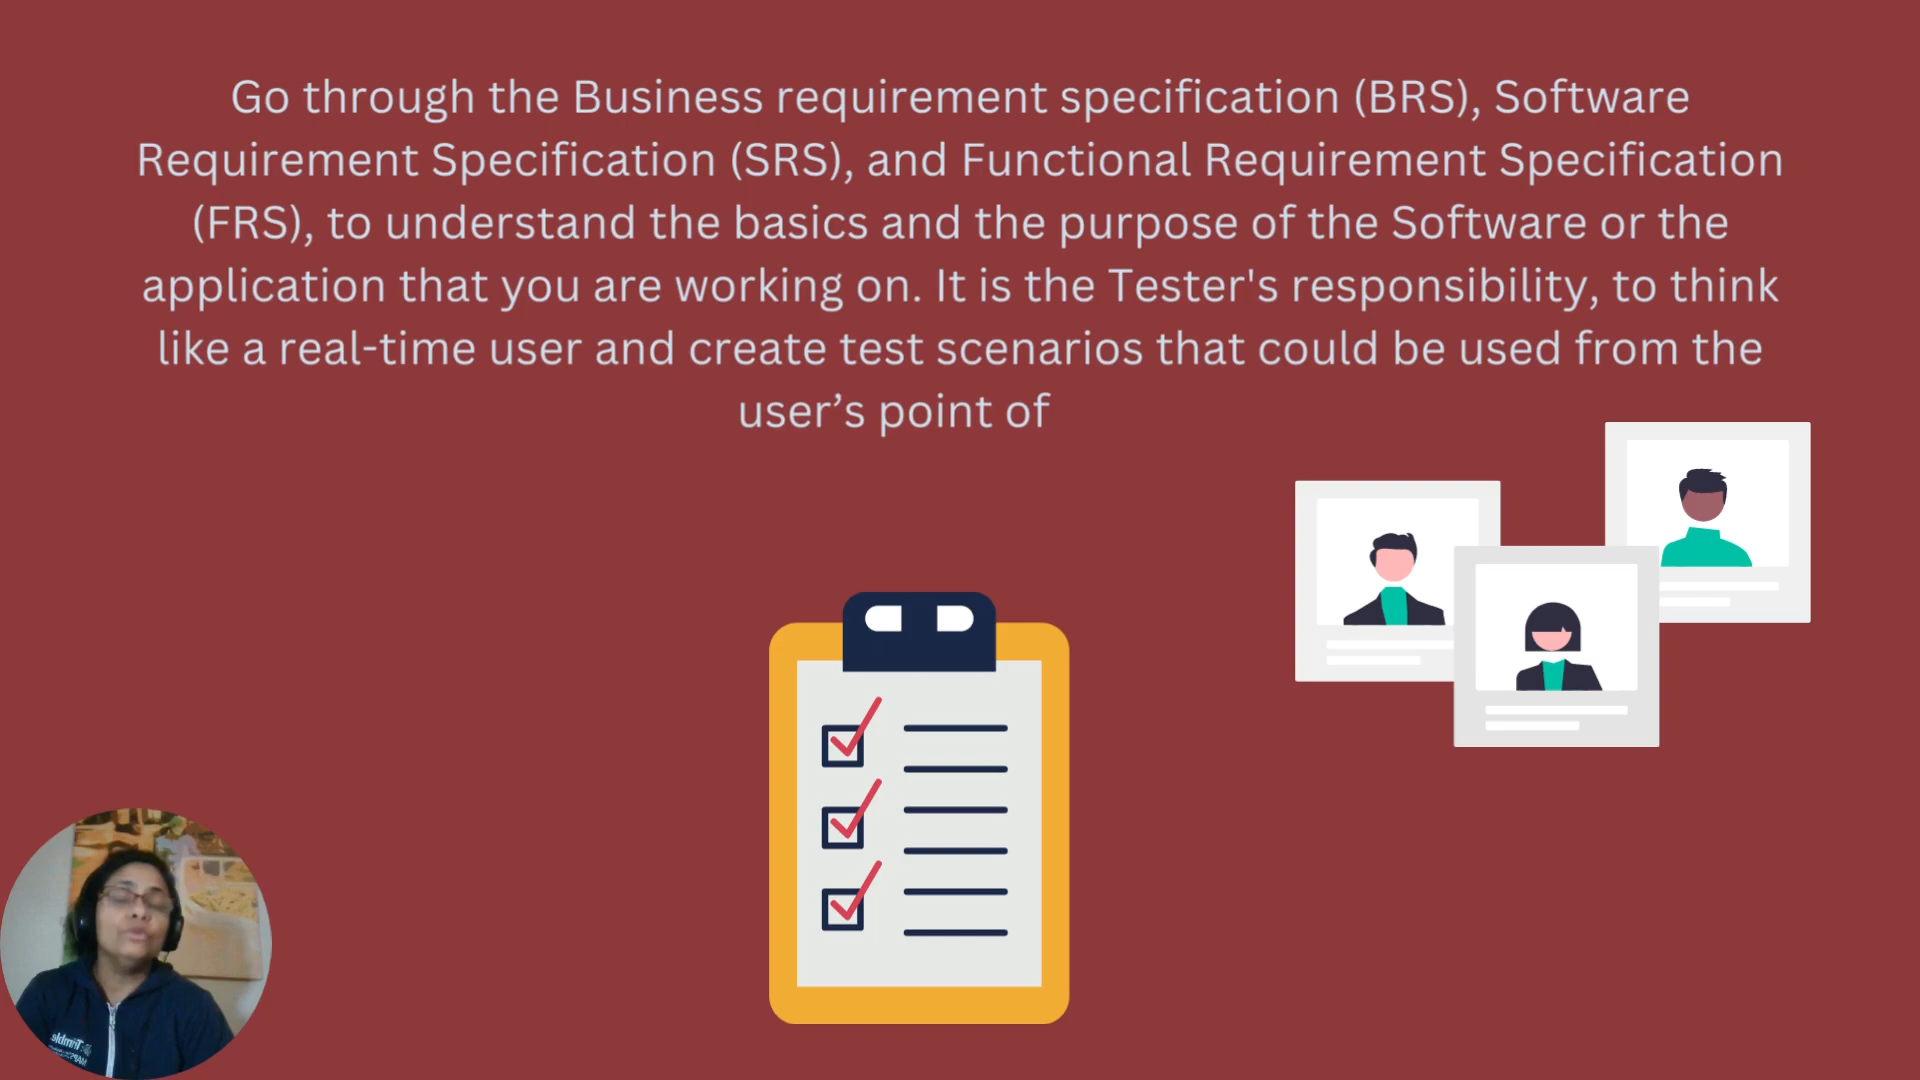 Go through the Business requirement specification (BRS), Software
Requirement Specification (SRS), and Functional Requirement Specification
(FRS), to understand the basics and the purpose of the Software or the
application that you are working on. It is the Tester's responsibility, to think
like a real-time user and create test scenarios that could be used from the
user’s point of
Trimble